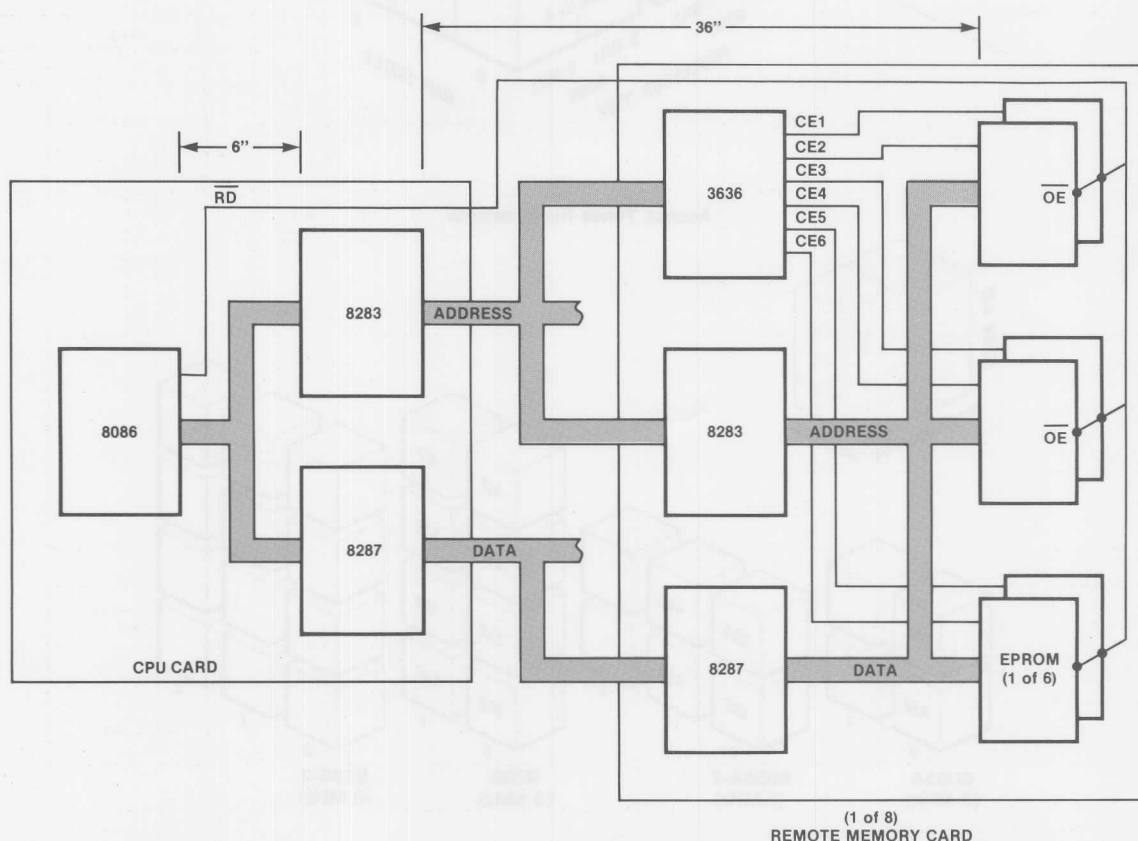 36”
6”
RD
8086
8283
8287
ADDRESS
DATA
CPU CARD
3636
CE1
CE2
CE3
CE4
CE5
CE6
8283
ADDRESS
8287
DATA
OE
OE
EPROM
(1 of 6)
(1 of 8)
REMOTE MEMORY CARD